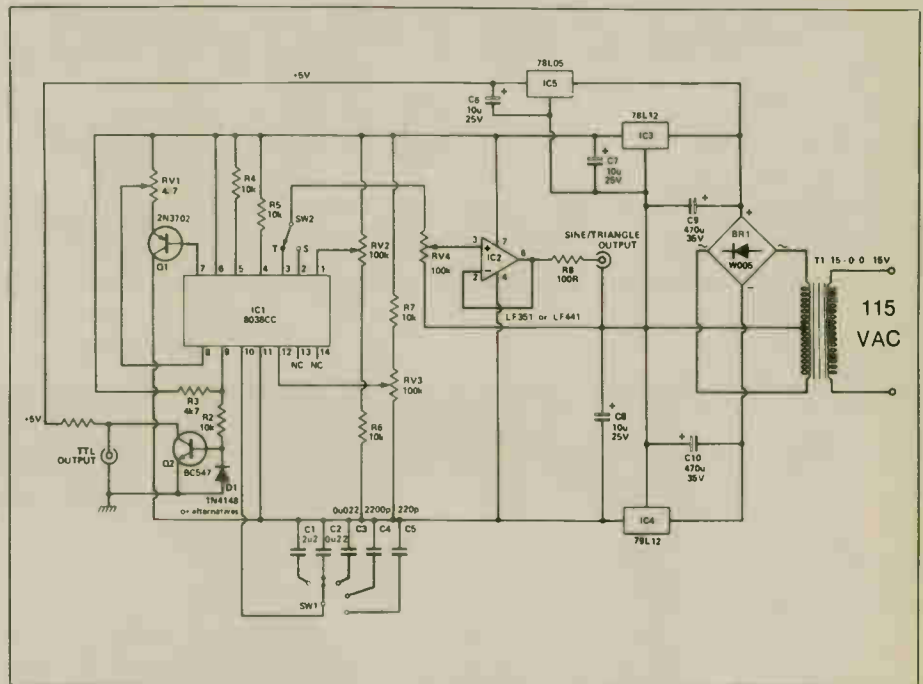 78L05
+5V
IC5
C6
10u
25V
+
78L12
IC3
C7
10u
25V
+
RV1
4k7
R4
10k
R5
10k
SW2
T
S
2N3702
Q1
7 6 5 4 3 2 1
RV2
100k
RV4
100k
3
7
+
IC2
6
2
-
4
SINE/TRIANGLE
OUTPUT
R8
100R
LF351 or LF441
C9
470u
35V
+
BR1
W005
+
-
~
~
T1 15-0-0 15V
115
VAC
IC1
8038CC
8 9 10 11 12 13 14
NC NC
R7
10k
RV3
100k
R3
4k7
R2
10k
R6
10k
+5V
TTL
OUTPUT
Q2
BC547
D1
1N4148
or alternatives
C8
10u
25V
+
C10
470u
35V
+
IC4
79L12
0u022 2200p 220p
C1 C2 C3 C4 C5
2u2 0u22
SW1